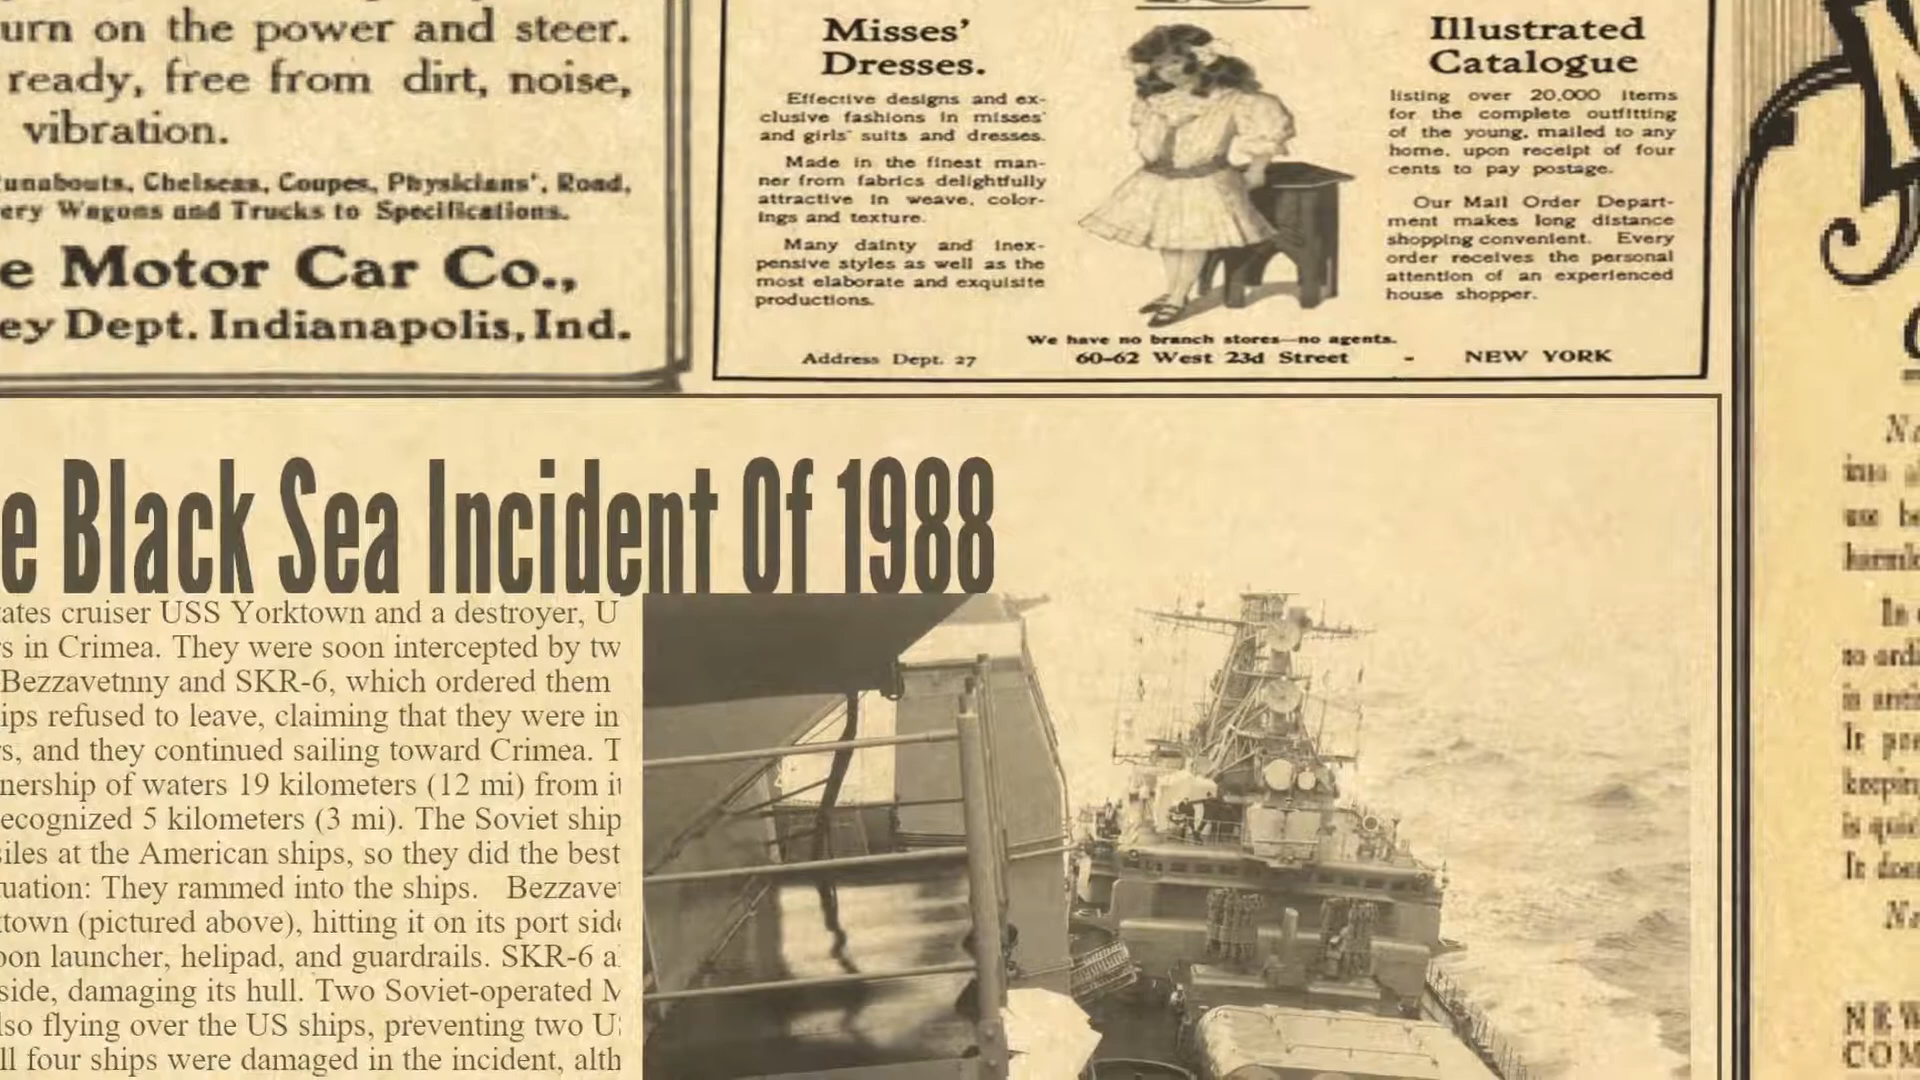 urn on the power and steer.
ready, free from dirt, noise,
vibration.
unabouts, Chelseas, Coupes, Physicians', Road,
ery Wagons and Trucks to Specifications.
e Motor Car Co.,
ey Dept. Indianapolis, Ind.
Misses'
Dresses.
Effective designs and ex-
clusive fashions in misses'
and girls' suits and dresses.
Made in the finest man-
ner from fabrics delightfully
attractive in weave, color-
ings and texture.
Many dainty and inex-
pensive styles as well as the
most elaborate and exquisite
productions.
Illustrated
Catalogue
listing over 20,000 items
for the complete outfitting
of the young, mailed to any
home, upon receipt of four
cents to pay postage.
Our Mail Order Depart-
ment makes long distance
shopping convenient. Every
order receives the personal
attention of an experienced
house shopper.
We have no branch stores—no agents.
Address Dept. 27 60-62 West 23d Street - NEW YORK
e Black Sea Incident Of 1988
ates cruiser USS Yorktown and a destroyer, U
s in Crimea. They were soon intercepted by tw
Bezzavetnny and SKR-6, which ordered them
ips refused to leave, claiming that they were in
s, and they continued sailing toward Crimea. T
nership of waters 19 kilometers (12 mi) from it
ecognized 5 kilometers (3 mi). The Soviet ship
siles at the American ships, so they did the best
uation: They rammed into the ships. Bezzavet
town (pictured above), hitting it on its port side
oon launcher, helipad, and guardrails. SKR-6 a
side, damaging its hull. Two Soviet-operated M
lso flying over the US ships, preventing two U
ll four ships were damaged in the incident, alth
In
It
It
NEW
COM